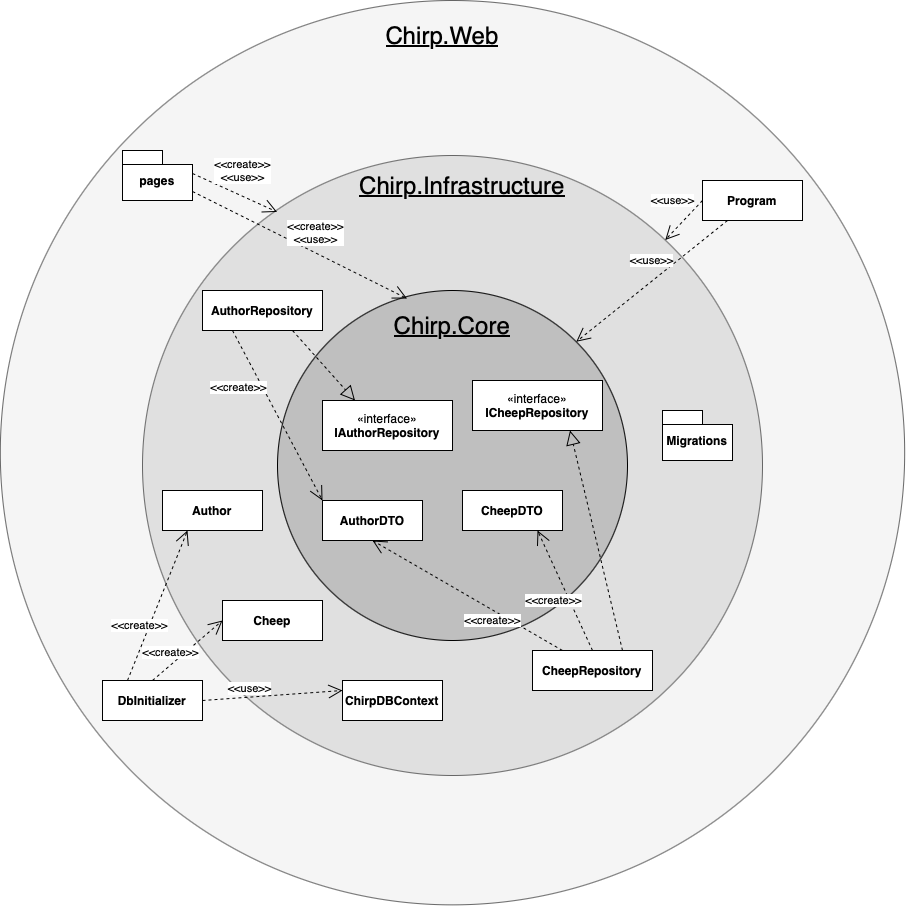 Chirp.Web
pages
<<create>>
<<use>>
Chirp.Infrastructure
Program
<<use>>
<<create>>
<<use>>
<<use>>
AuthorRepository
Chirp.Core
<<create>>
«interface»
ICheepRepository
«interface»
IAuthorRepository
Migrations
Author
AuthorDTO
CheepDTO
<<create>>
<<create>>
Cheep
<<create>>
<<create>>
CheepRepository
<<use>>
DbInitializer
ChirpDBContext